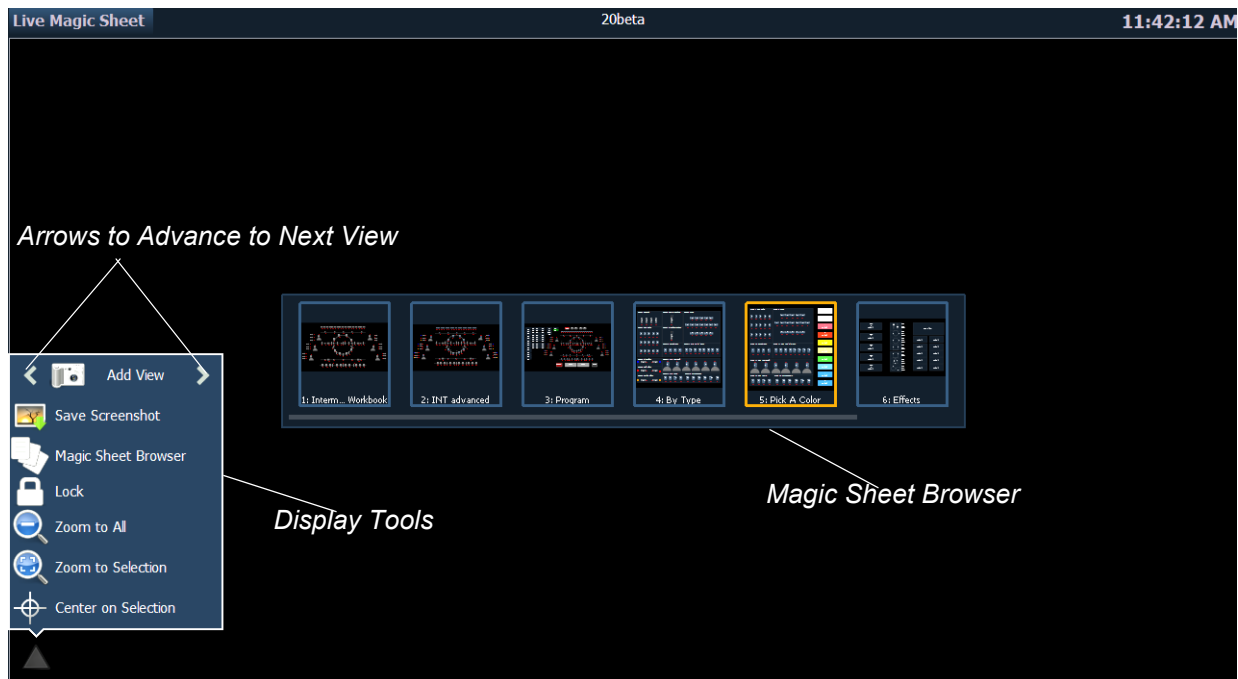 Live Magic Sheet
20beta
11:42:12 AM
Arrows to Advance to Next View
Add View
Save Screenshot
Magic Sheet Browser
Lock
Zoom to All
Zoom to Selection
Center on Selection
Display Tools
1: Interm... Workbook
2: INT advanced
3: Program
4: By Type
5: Pick A Color
6: Effects
Magic Sheet Browser